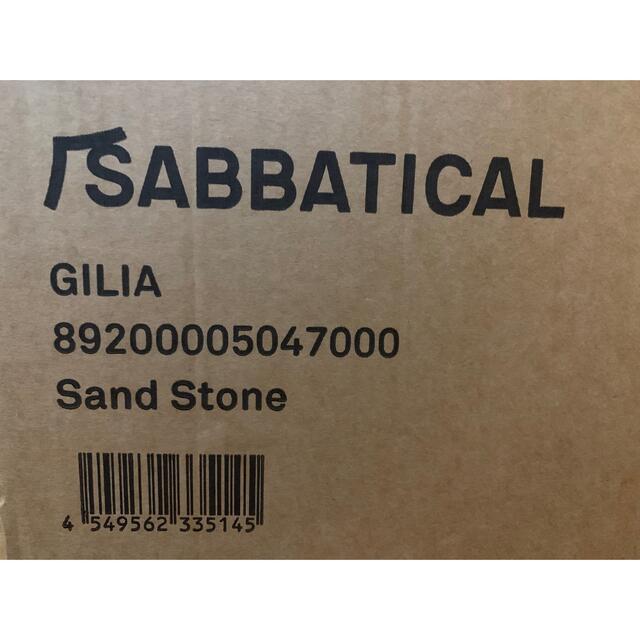 SABBATICAL
GILIA
89200005047000
Sand Stone
4 549562 335145